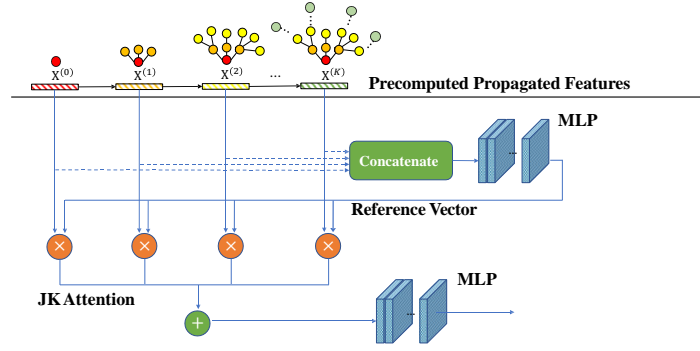 X^(0) X^(1) X^(2) ... X^(K)
Precomputed Propagated Features
MLP
Concatenate
...
Reference Vector
× × × ×
JK Attention
MLP
+
...